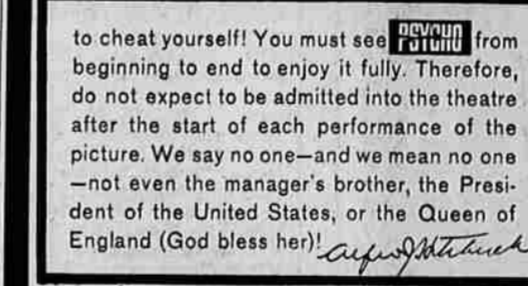 to cheat yourself! You must see PSYCHO from
beginning to end to enjoy it fully. Therefore,
do not expect to be admitted into the theatre
after the start of each performance of the
picture. We say no one—and we mean no one
—not even the manager's brother, the Presi-
dent of the United States, or the Queen of
England (God bless her)! Alfred J Hitchcock